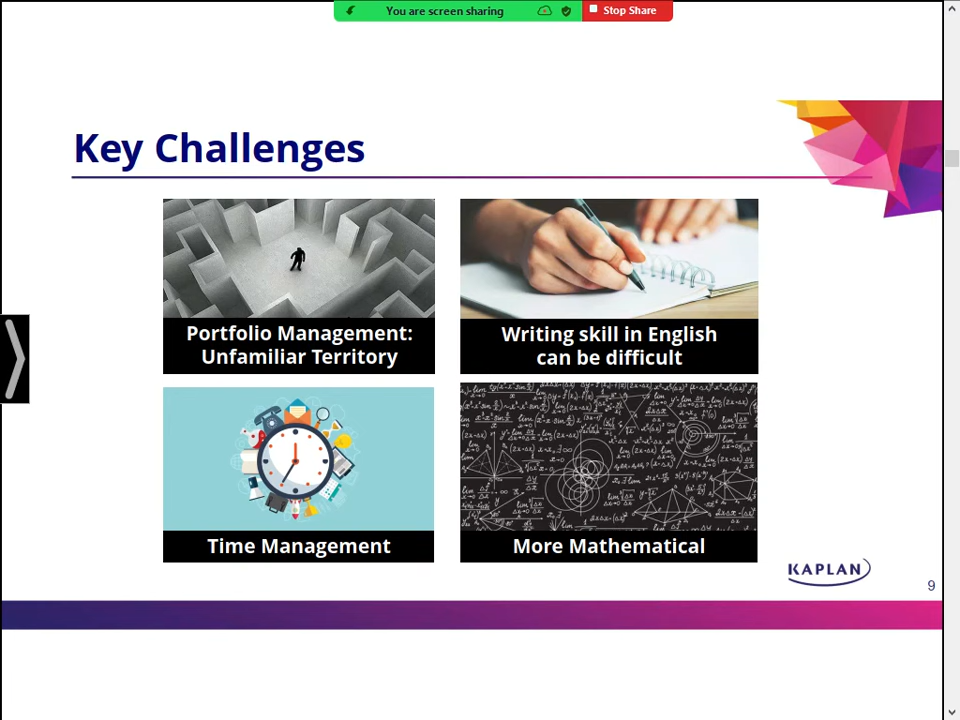 You are screen sharing
Stop Share
Key Challenges
Portfolio Management:
Unfamiliar Territory
Writing skill in English
can be difficult
Time Management
More Mathematical
KAPLAN
9